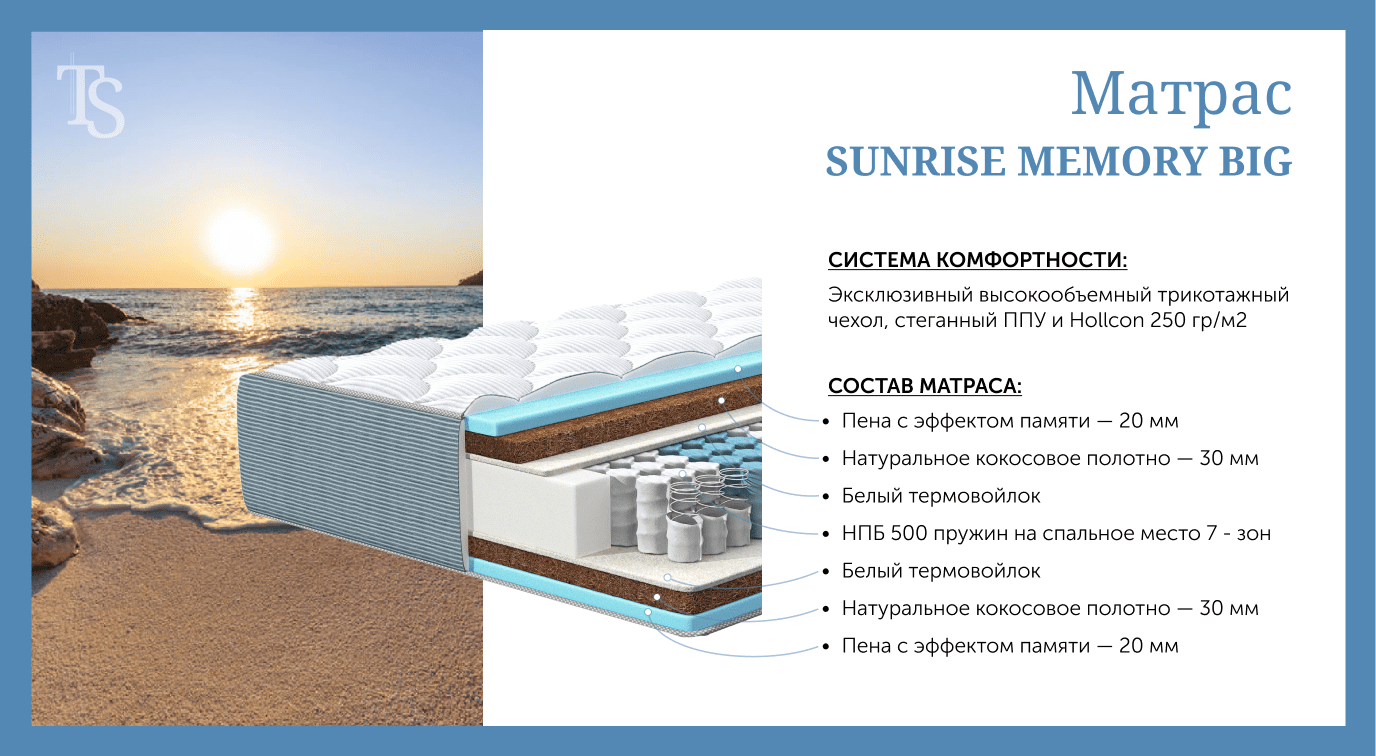 TS
Матрас
SUNRISE MEMORY BIG
СИСТЕМА КОМФОРТНОСТИ:
Эксклюзивный высокообъемный трикотажный
чехол, стеганный ППУ и Hollcon 250 гр/м2
СОСТАВ МАТРАСА:
• Пена с эффектом памяти — 20 мм
• Натуральное кокосовое полотно — 30 мм
• Белый термовойлок
• НПБ 500 пружин на спальное место 7 - зон
• Белый термовойлок
• Натуральное кокосовое полотно — 30 мм
• Пена с эффектом памяти — 20 мм